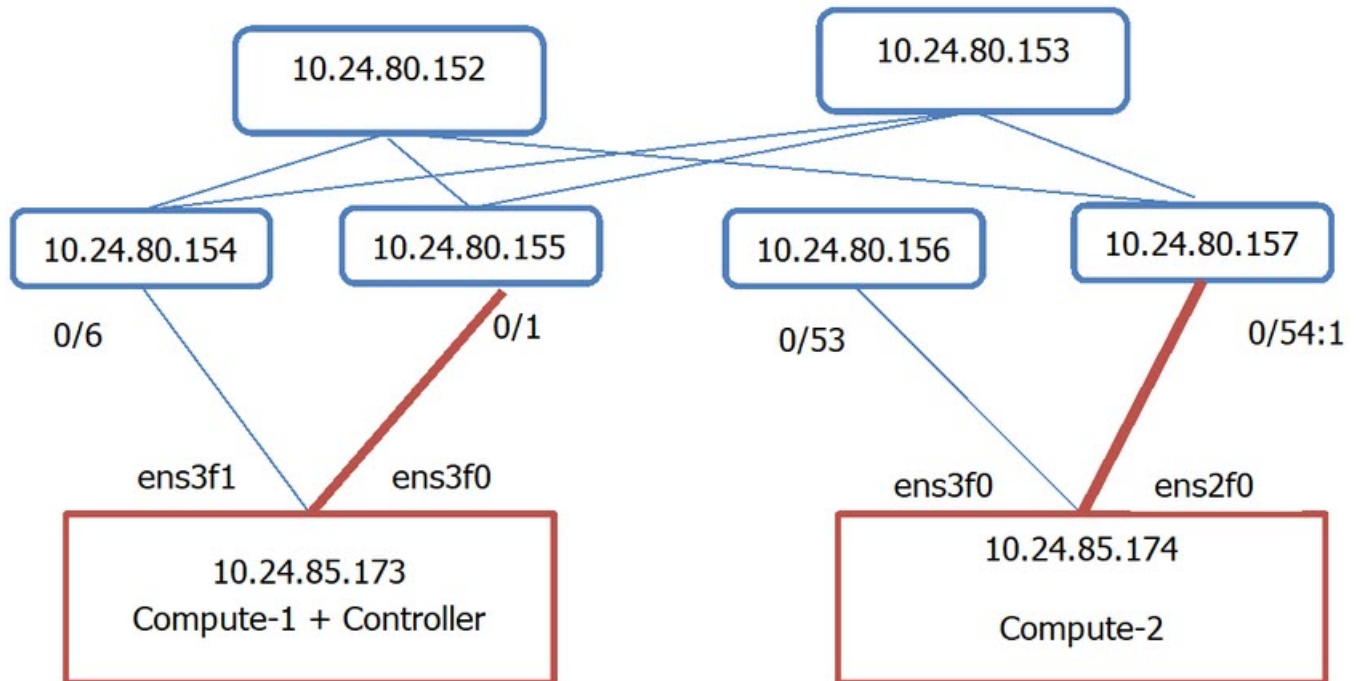 10.24.80.152
10.24.80.153
10.24.80.154
10.24.80.155
10.24.80.156
10.24.80.157
0/6
0/1
0/53
0/54:1
ens3f1
ens3f0
ens3f0
ens2f0
10.24.85.173
Compute-1 + Controller
10.24.85.174
Compute-2